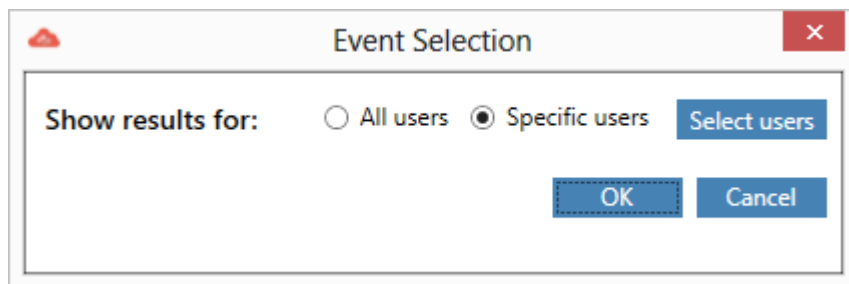 Event Selection
Show results for: All users Specific users Select users
OK Cancel